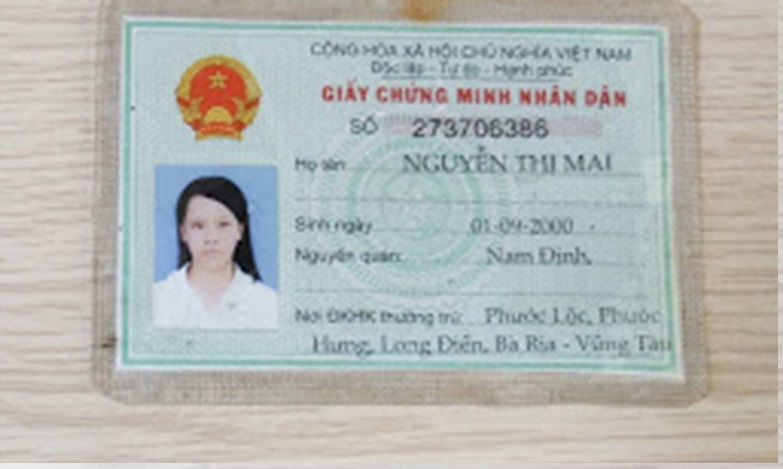 CỘNG HÒA XÃ HỘI CHỦ NGHĨA VIỆT NAM
Độc lập - Tự do - Hạnh phúc
GIẤY CHỨNG MINH NHÂN DÂN
SỐ 273706386
Họ tên NGUYỄN THỊ MAI
Sinh ngày 01-09-2000
Nguyên quán: Nam Định,
Nơi ĐKHK thường trú: Phước Lộc, Phước
Hưng, Long Điền, Bà Rịa - Vũng Tàu